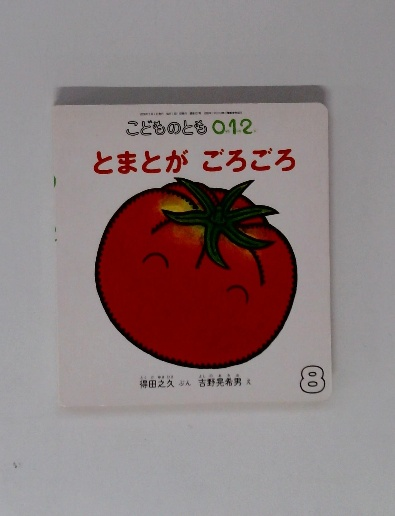 こどものとも 0.1.2.
とまとが ごろごろ
得田之久 ぶん 吉野晃希男 え
8